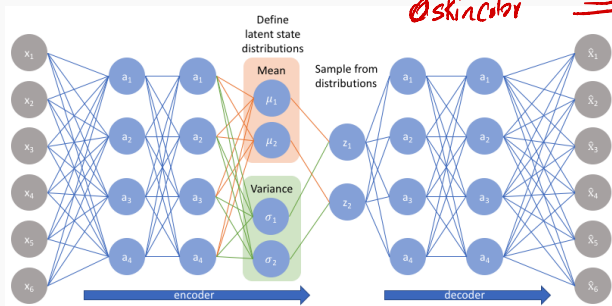 @skincolor
Define
latent state
distributions
Mean
Sample from
distributions
Variance
x₁
x₂
x₃
x₄
x₅
x₆
a₁
a₂
a₃
a₄
a₁
a₂
a₃
a₄
μ₁
μ₂
σ₁
σ₂
z₁
z₂
a₁
a₂
a₃
a₄
a₁
a₂
a₃
a₄
x̂₁
x̂₂
x̂₃
x̂₄
x̂₅
x̂₆
encoder
decoder